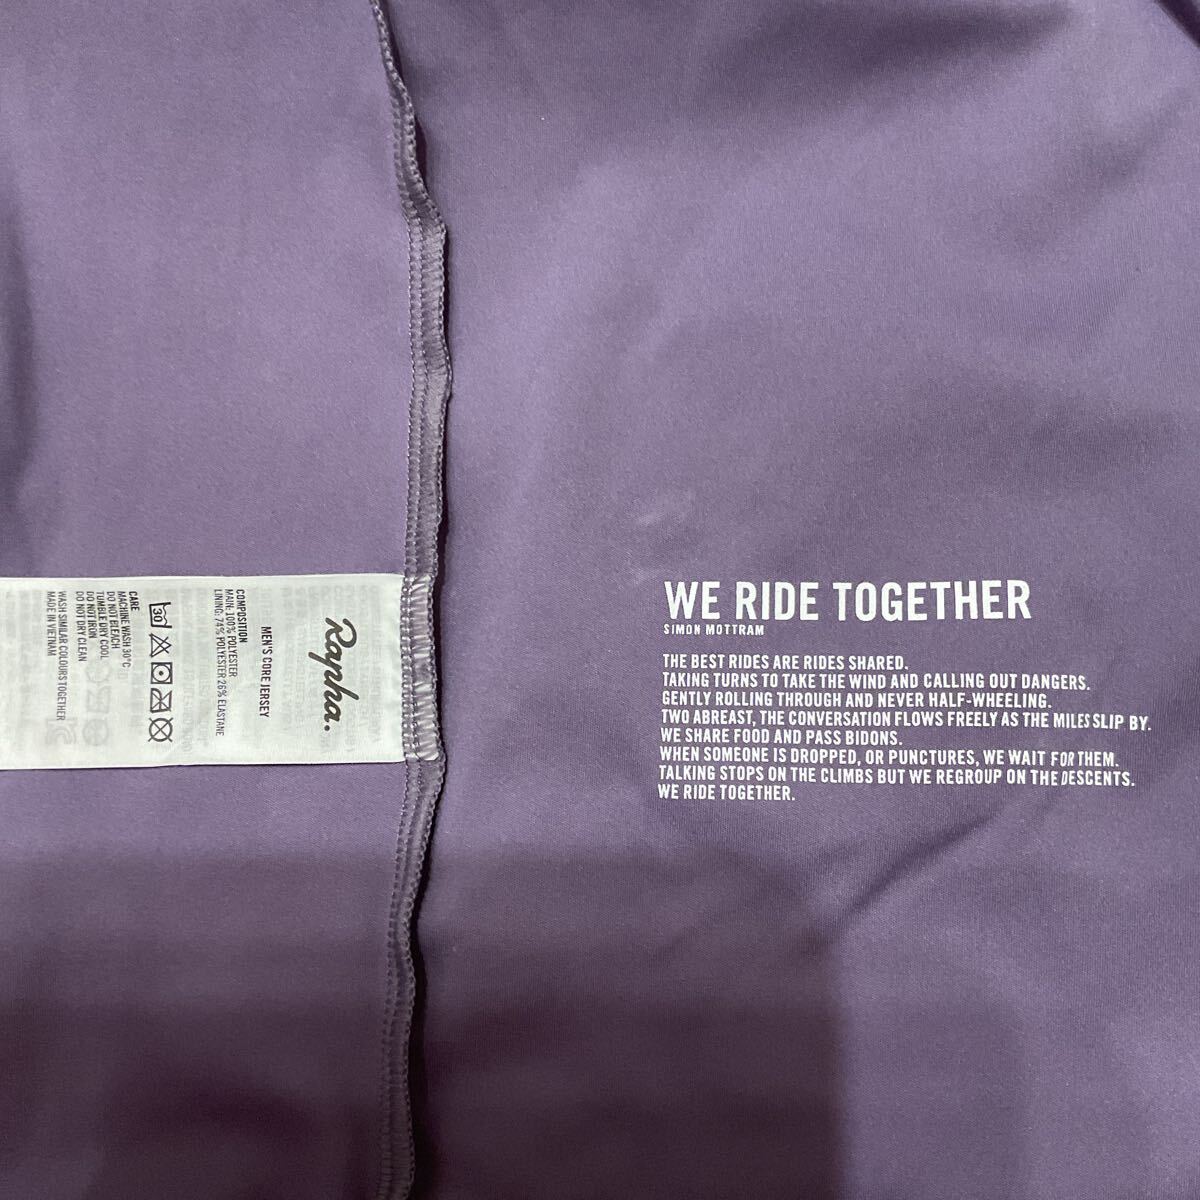 Rapha.
MEN'S CORE JERSEY
COMPOSITION
MAIN: 100% POLYESTER
LINING: 74% POLYESTER 26% ELASTANE
30
CARE
MACHINE WASH 30°C
DO NOT BLEACH
TUMBLE DRY COOL
DO NOT IRON
DO NOT DRY CLEAN
WASH SIMILAR COLOURS TOGETHER
MADE IN VIETNAM
WE RIDE TOGETHER
SIMON MOTTRAM
THE BEST RIDES ARE RIDES SHARED.
TAKING TURNS TO TAKE THE WIND AND CALLING OUT DANGERS.
GENTLY ROLLING THROUGH AND NEVER HALF-WHEELING.
TWO ABREAST, THE CONVERSATION FLOWS FREELY AS THE MILES SLIP BY.
WE SHARE FOOD AND PASS BIDONS.
WHEN SOMEONE IS DROPPED, OR PUNCTURES, WE WAIT FOR THEM.
TALKING STOPS ON THE CLIMBS BUT WE REGROUP ON THE DESCENTS.
WE RIDE TOGETHER.